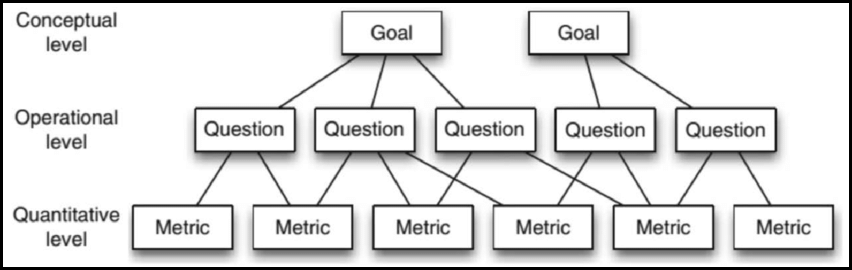 Conceptual
level
Goal
Goal
Operational
level
Question
Question
Question
Question
Question
Quantitative
level
Metric
Metric
Metric
Metric
Metric
Metric